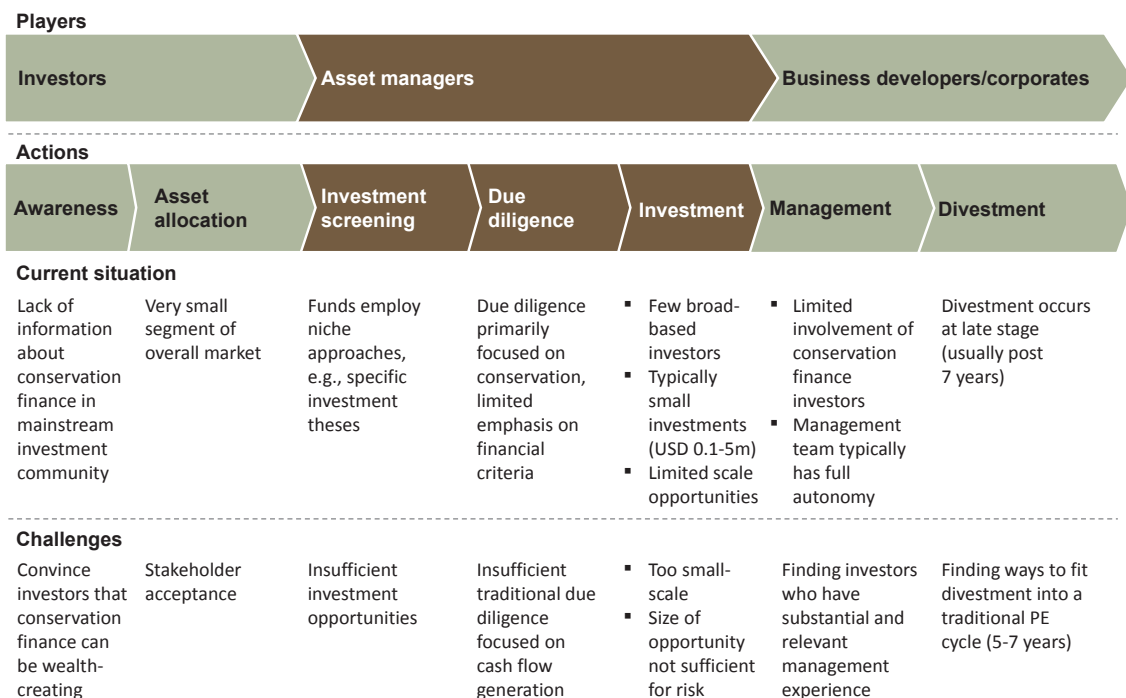 Players
Investors
Asset managers
Business developers/corporates
Actions
Awareness
Asset
allocation
Investment
screening
Due
diligence
Investment
Management
Divestment
Current situation
Lack of
information
about
conservation
finance in
mainstream
investment
community
Very small
segment of
overall market
Funds employ
niche
approaches,
e.g., specific
investment
theses
Due diligence
primarily
focused on
conservation,
limited
emphasis on
financial
criteria
▪ Few broad-
based
investors
▪ Typically
small
investments
(USD 0.1-5m)
▪ Limited scale
opportunities
▪ Limited
involvement of
conservation
finance
investors
▪ Management
team typically
has full
autonomy
Divestment occurs
at late stage
(usually post
7 years)
Challenges
Convince
investors that
conservation
finance can
be wealth-
creating
Stakeholder
acceptance
Insufficient
investment
opportunities
Insufficient
traditional due
diligence
focused on
cash flow
generation
▪ Too small-
scale
▪ Size of
opportunity
not sufficient
for risk
Finding investors
who have
substantial and
relevant
management
experience
Finding ways to fit
divestment into a
traditional PE
cycle (5-7 years)